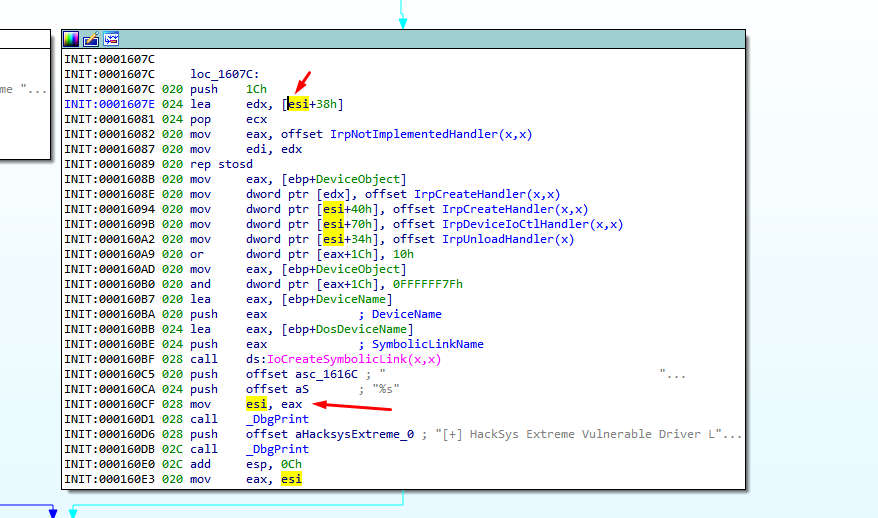 me "...
INIT:0001607C
INIT:0001607C loc_1607C:
INIT:0001607C 020 push 1Ch
INIT:0001607E 024 lea edx, [esi+38h]
INIT:00016081 024 pop ecx
INIT:00016082 020 mov eax, offset IrpNotImplementedHandler(x,x)
INIT:00016087 020 mov edi, edx
INIT:00016089 020 rep stosd
INIT:0001608B 020 mov eax, [ebp+DeviceObject]
INIT:0001608E 020 mov dword ptr [edx], offset IrpCreateHandler(x,x)
INIT:00016094 020 mov dword ptr [esi+40h], offset IrpCreateHandler(x,x)
INIT:0001609B 020 mov dword ptr [esi+70h], offset IrpDeviceIoCtlHandler(x,x)
INIT:000160A2 020 mov dword ptr [esi+34h], offset IrpUnloadHandler(x)
INIT:000160A9 020 or dword ptr [eax+1Ch], 10h
INIT:000160AD 020 mov eax, [ebp+DeviceObject]
INIT:000160B0 020 and dword ptr [eax+1Ch], 0FFFFFF7Fh
INIT:000160B7 020 lea eax, [ebp+DeviceName]
INIT:000160BA 020 push eax ; DeviceName
INIT:000160BB 024 lea eax, [ebp+DosDeviceName]
INIT:000160BE 024 push eax ; SymbolicLinkName
INIT:000160BF 028 call ds:IoCreateSymbolicLink(x,x)
INIT:000160C5 020 push offset asc_1616C ; " "...
INIT:000160CA 024 push offset aS ; "%s"
INIT:000160CF 028 mov esi, eax
INIT:000160D1 028 call _DbgPrint
INIT:000160D6 028 push offset aHacksysExtreme_0 ; "[+] HackSys Extreme Vulnerable Driver L"...
INIT:000160DB 02C call _DbgPrint
INIT:000160E0 02C add esp, 0Ch
INIT:000160E3 020 mov eax, esi